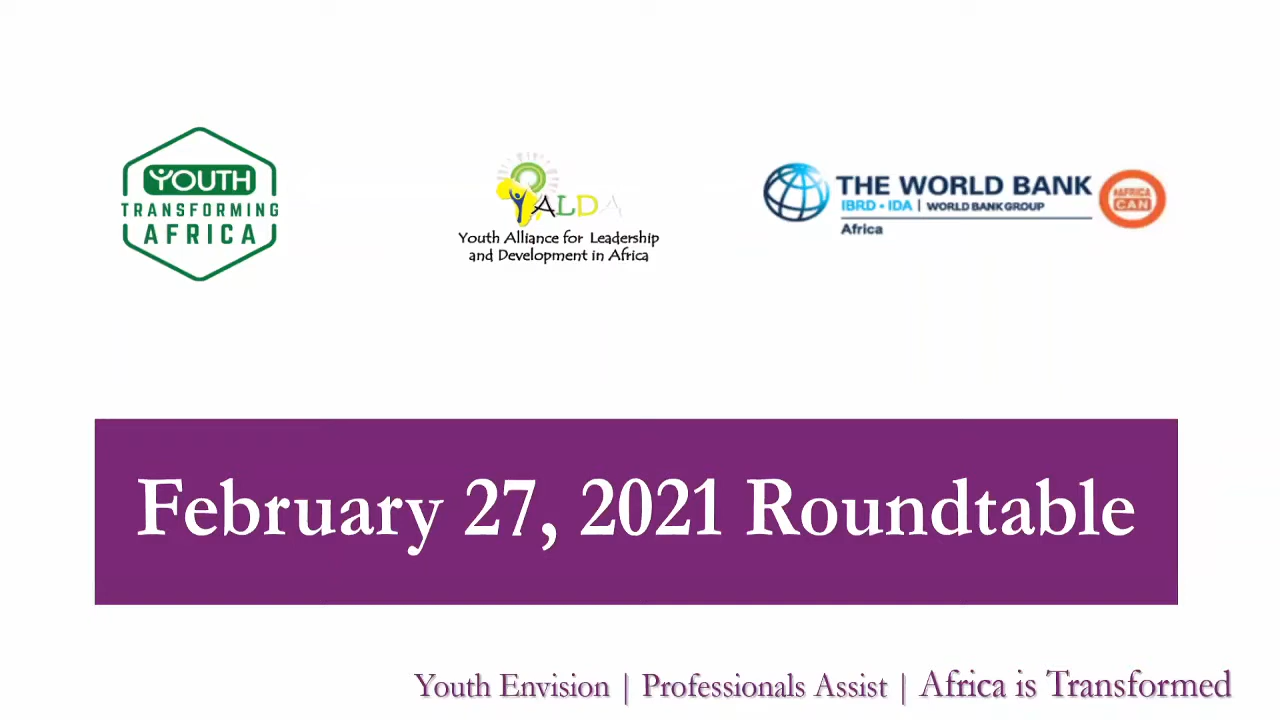 YOUTH
TRANSFORMING
AFRICA
ALDA
Youth Alliance for Leadership
and Development in Africa
THE WORLD BANK
IBRD • IDA | WORLD BANK GROUP
Africa
#AFRICA
CAN
February 27, 2021 Roundtable
Youth Envision | Professionals Assist | Africa is Transformed